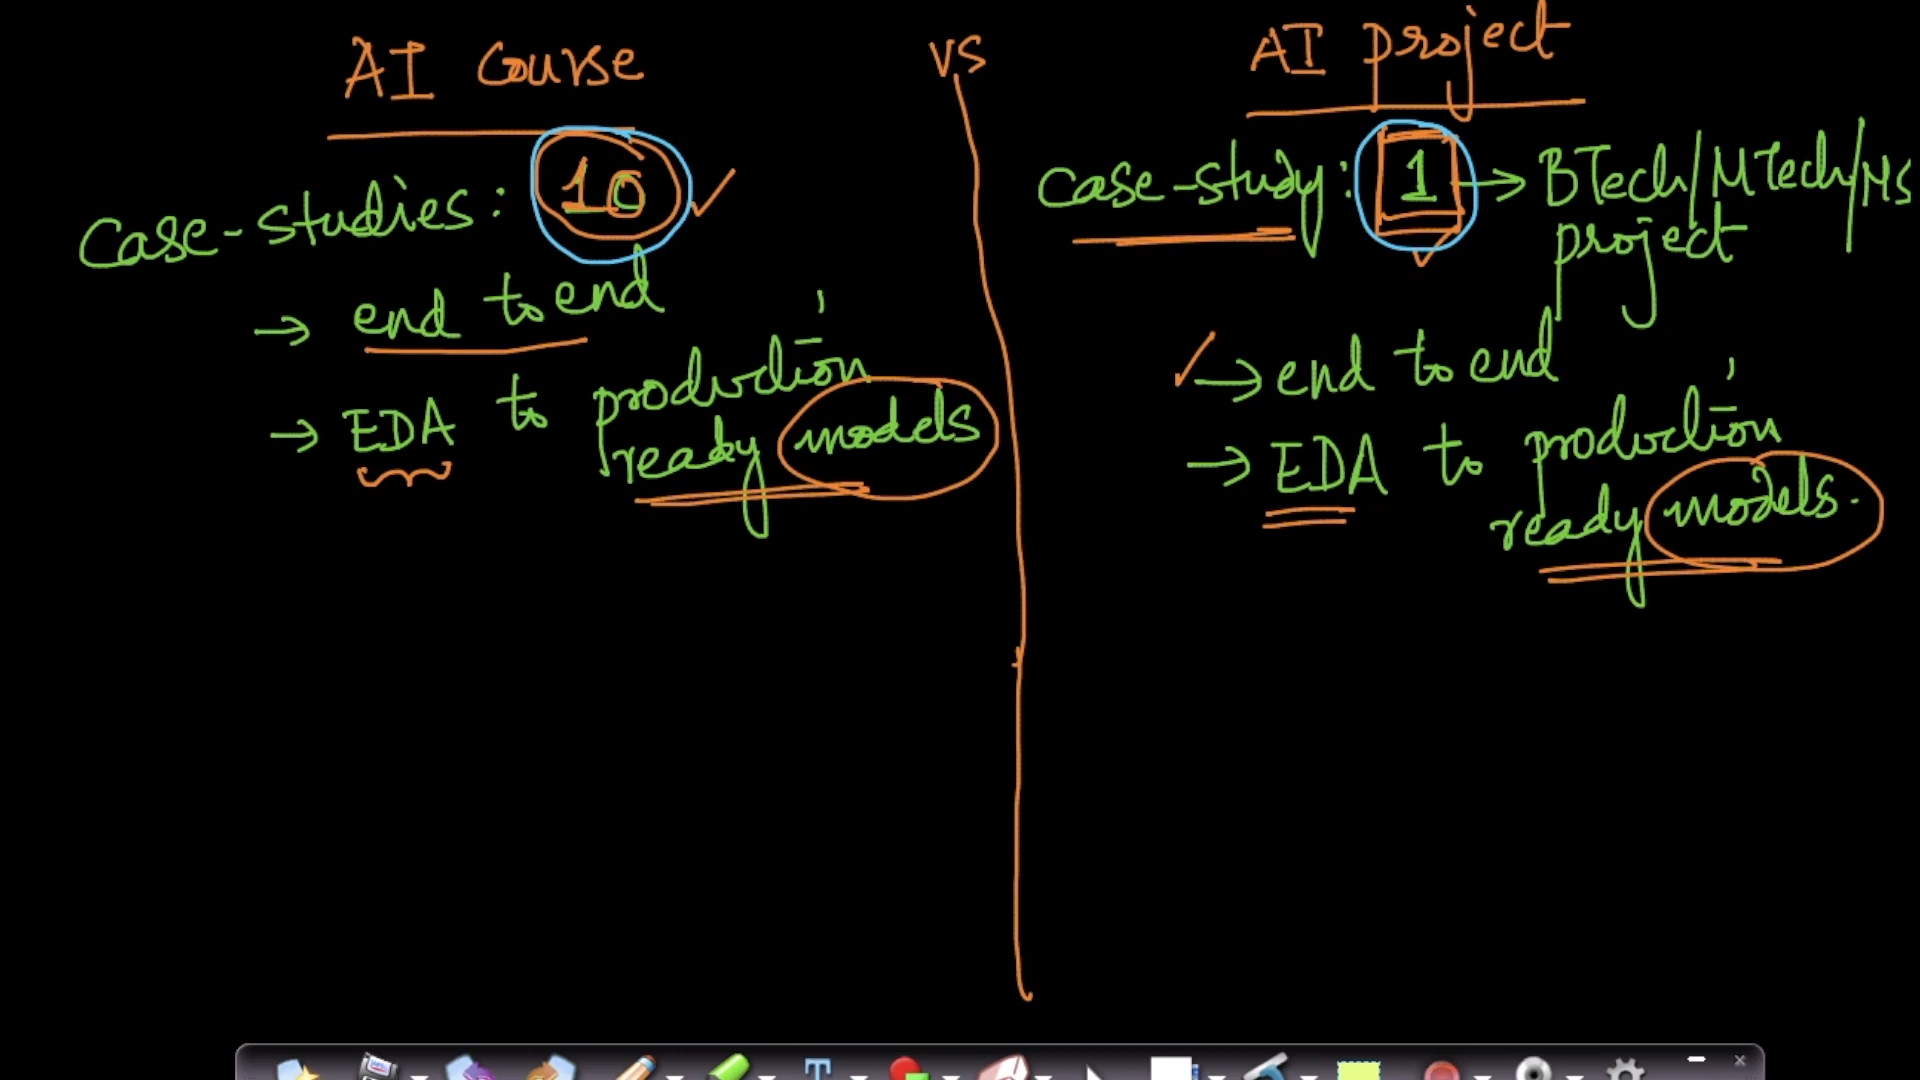 AI Course
Case-studies: 10
→ end to end
→ EDA to production
ready models
vs
AI project
Case-study: 1 → BTech/MTech/MS
project
→ end to end
→ EDA to production
ready models.
T